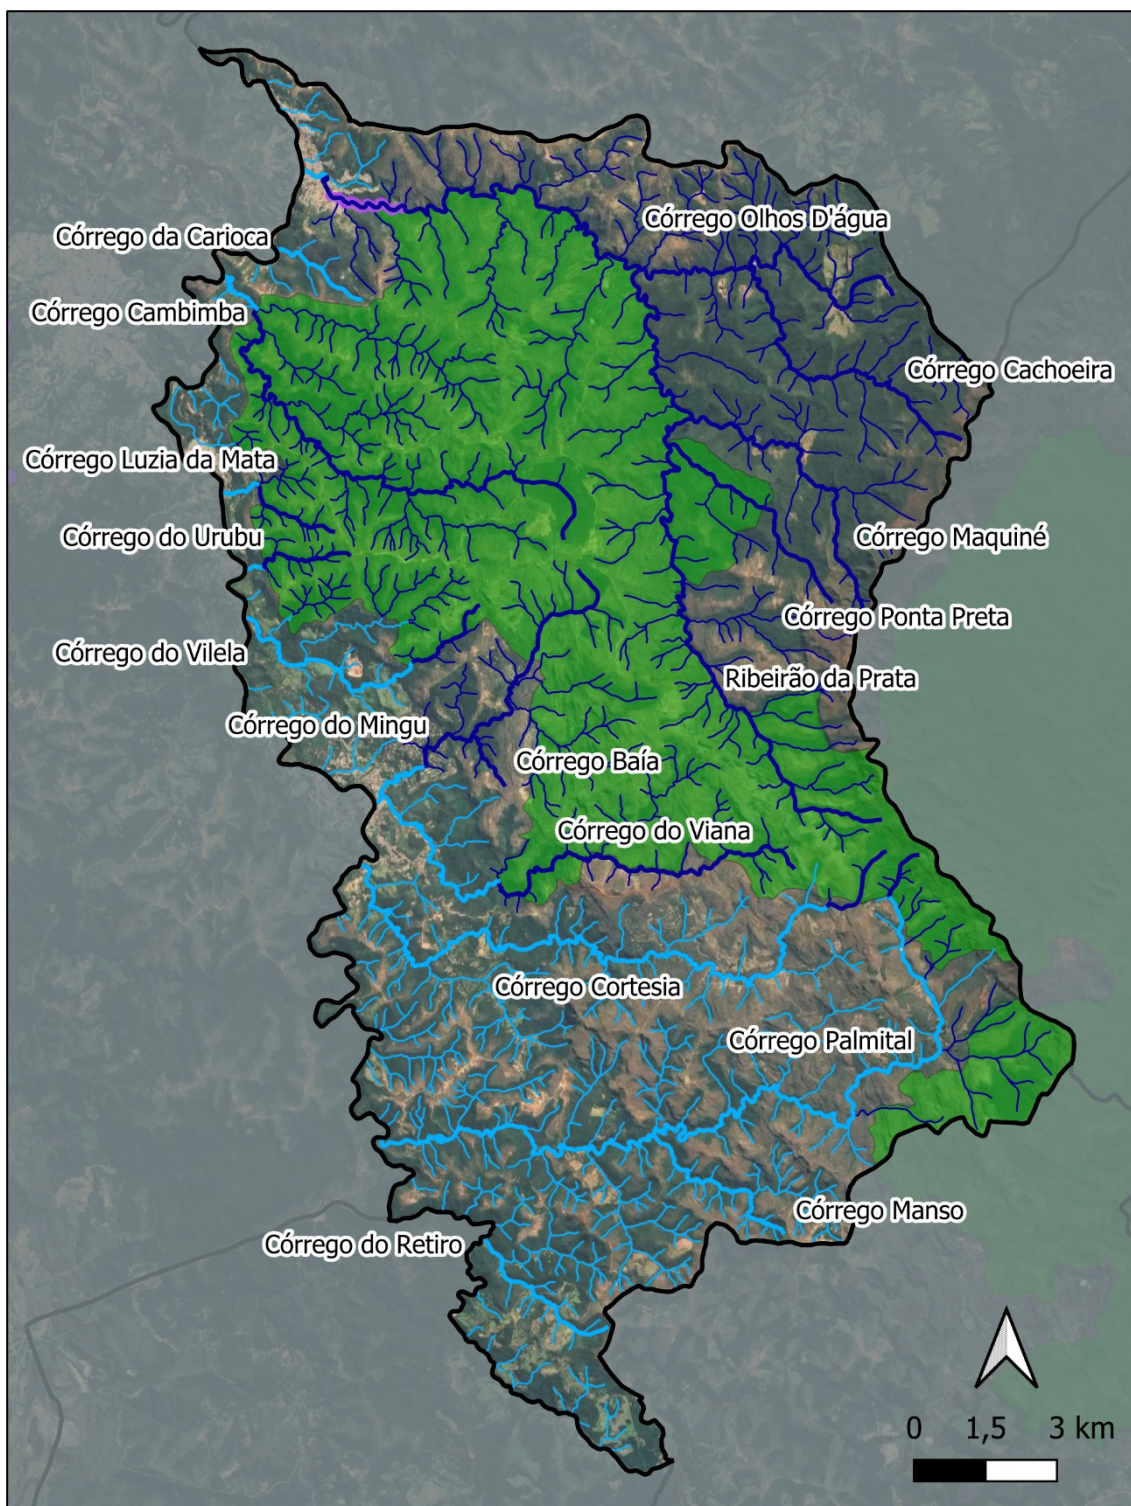 Córrego Olhos D'água
Córrego da Carioca
Córrego Cambimba
Córrego Cachoeira
Córrego Luzia da Mata
Córrego do Urubu
Córrego Maquiné
Córrego Ponta Preta
Córrego do Vilela
Ribeirão da Prata
Córrego do Mingu
Córrego Baía
Córrego do Viana
Córrego Cortesia
Córrego Palmital
Córrego Manso
Córrego do Retiro
0 1,5 3 km